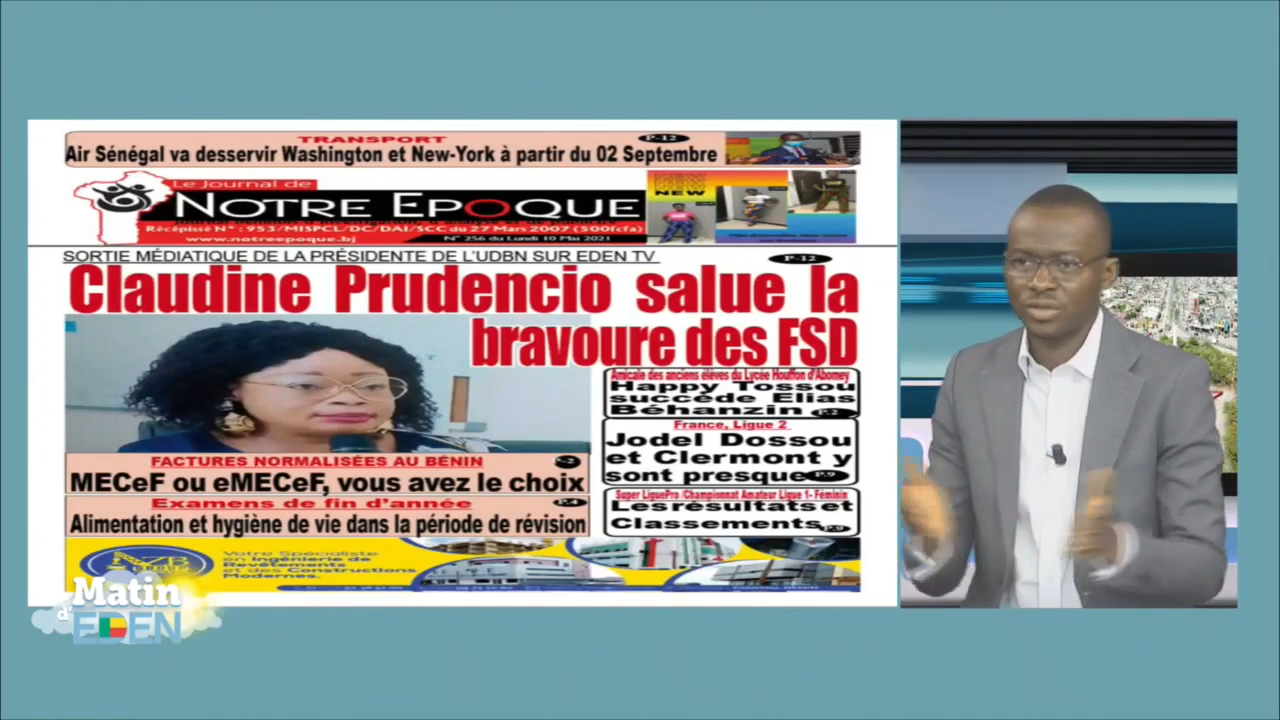 TRANSPORT
P-12
Air Sénégal va desservir Washington et New-York à partir du 02 Septembre
Le Journal de
NOTRE EPOQUE
Récépissé N° : 953/MISPCL/DC/DAI/SCC du 27 Mars 2007 (500fcfa)
www.notreepoque.bj
N° 256 du Lundi 10 Mai 2021
NEW
SORTIE MÉDIATIQUE DE LA PRÉSIDENTE DE L'UDBN SUR EDEN TV
P-12
Claudine Prudencio salue la
bravoure des FSD
Amicale des anciens élèves du Lycée Houffon d'Abomey
Happy Tossou
succède Elias
Béhanzin
P.2
France, Ligue 2
Jodel Dossou
et Clermont y
sont presque
P.9
Super LiguePro /Championnat Amateur Ligue 1- Féminin
Les résultats et
Classements
P.9
FACTURES NORMALISÉES AU BÉNIN
P-2
MECeF ou eMECeF, vous avez le choix
Examens de fin d'année
P.4
Alimentation et hygiène de vie dans la période de révision
Votre Spécialiste
en Ingénierie de
Revêtements
et des Constructions
Modernes.
Matin
d'EDEN